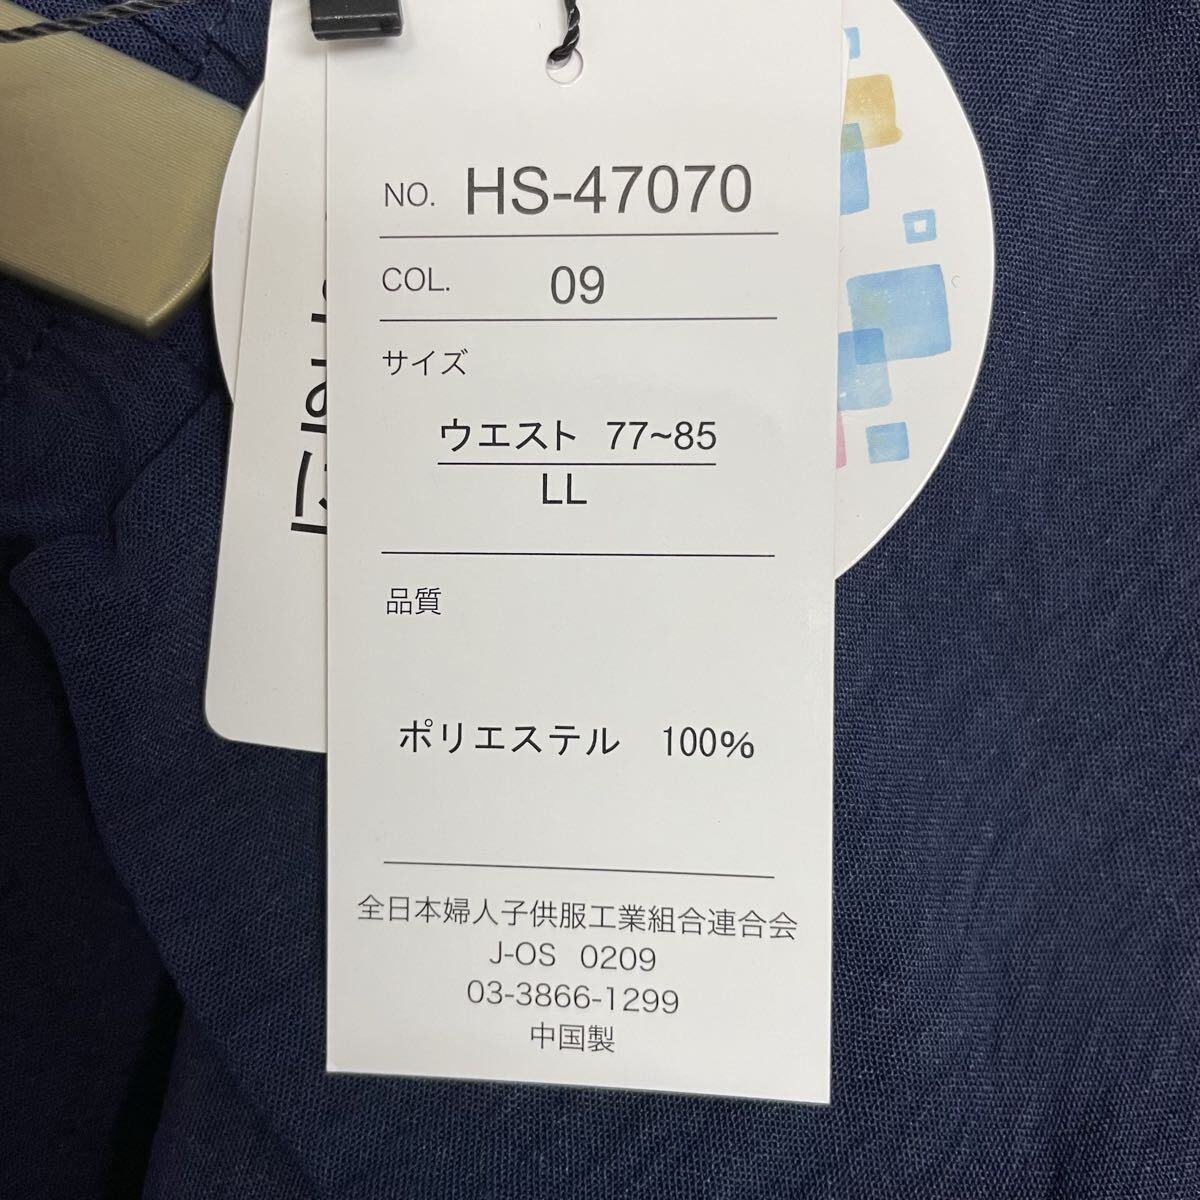 NO. HS-47070
COL. 09
サイズ
ウエスト 77~85
LL
品質
ポリエステル 100%
全日本婦人子供服工業組合連合会
J-OS 0209
03-3866-1299
中国製